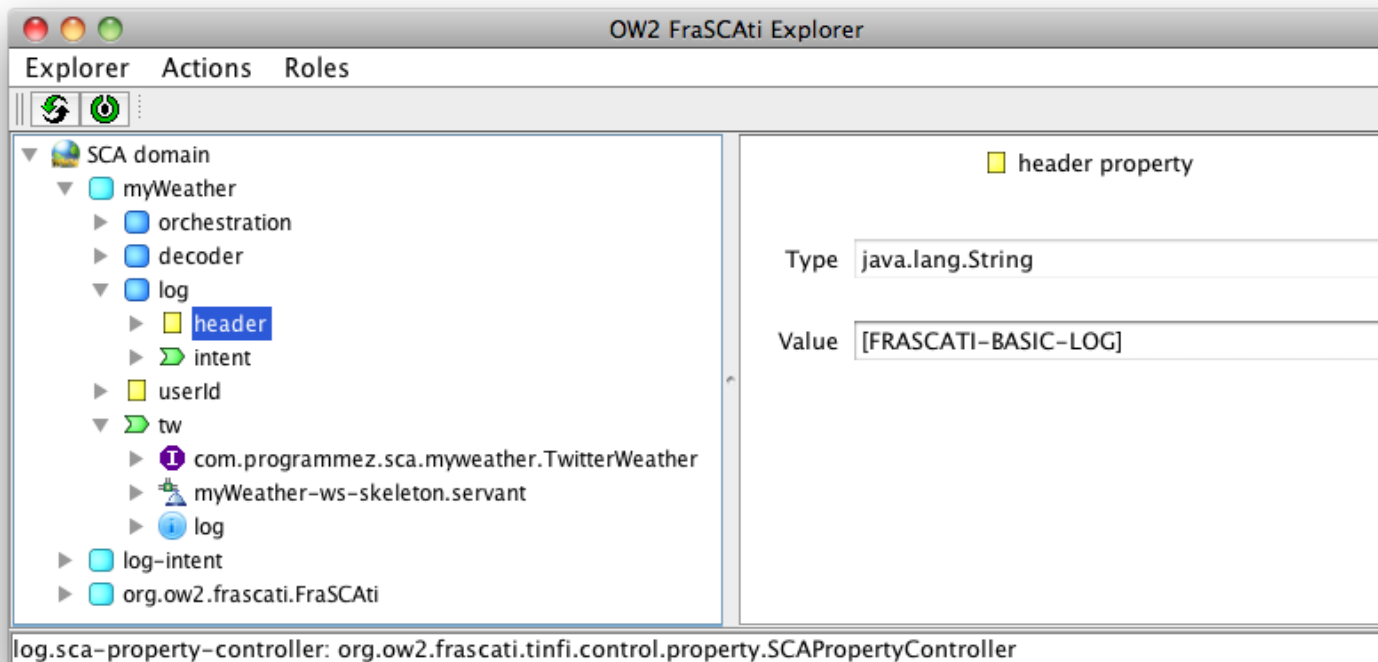 OW2 FraSCAti Explorer
Explorer Actions Roles
SCA domain
myWeather
orchestration
decoder
log
header
intent
userId
tw
com.programmez.sca.myweather.TwitterWeather
myWeather-ws-skeleton.servant
log
log-intent
org.ow2.frascati.FraSCAti
header property
Type java.lang.String
Value [FRASCATI-BASIC-LOG]
log.sca-property-controller: org.ow2.frascati.tinfi.control.property.SCAPropertyController